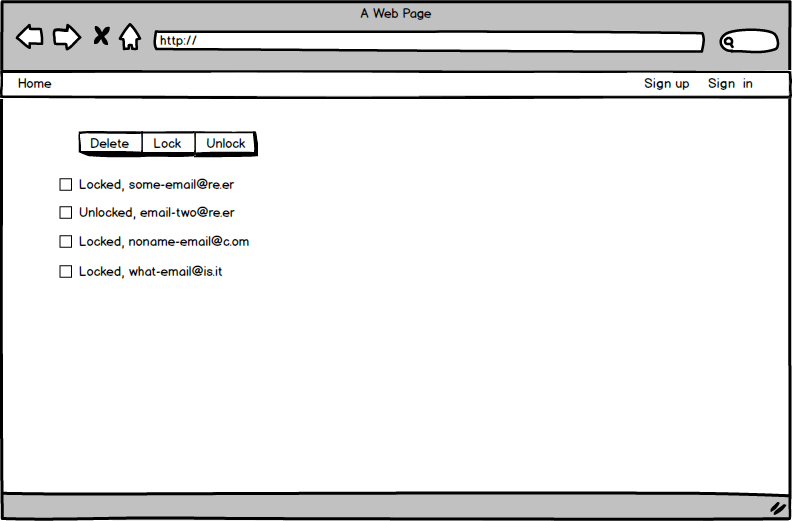 A Web Page
http://
Home Sign up Sign in
Delete Lock Unlock
Locked, some-email@re.er
Unlocked, email-two@re.er
Locked, noname-email@c.om
Locked, what-email@is.it